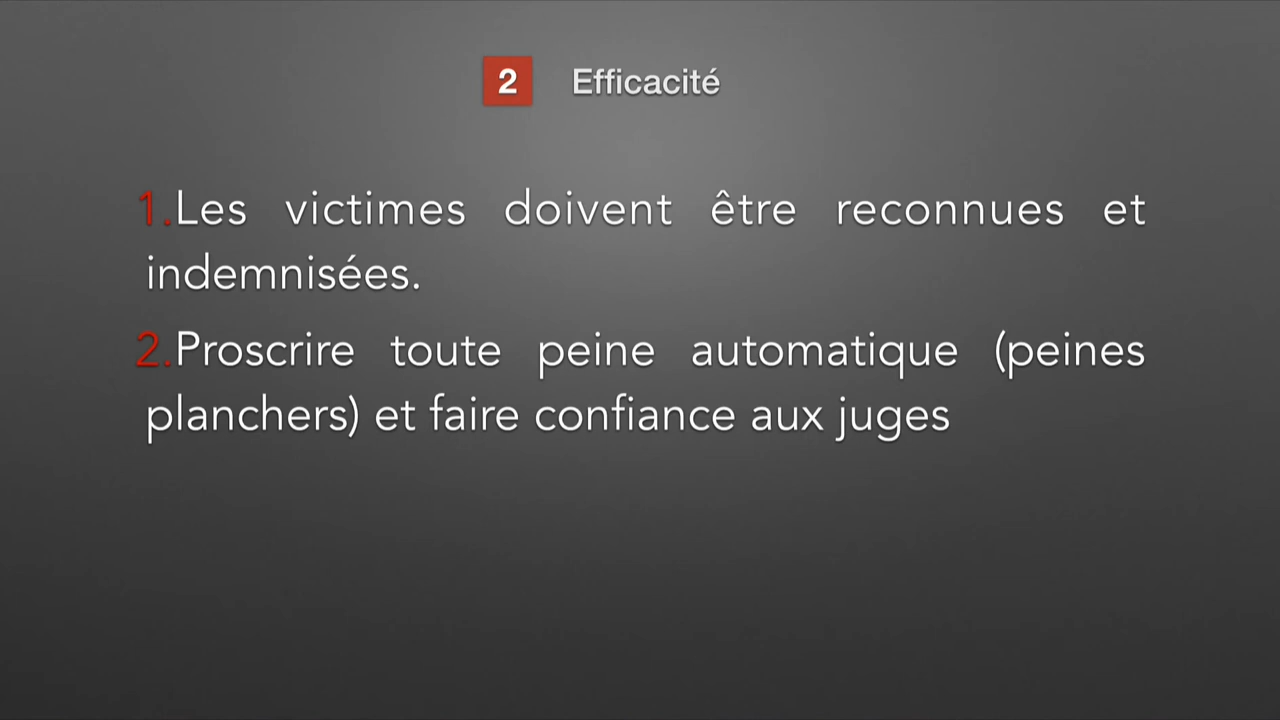 2 Efficacité
1.Les victimes doivent être reconnues et
indemnisées.
2.Proscrire toute peine automatique (peines
planchers) et faire confiance aux juges